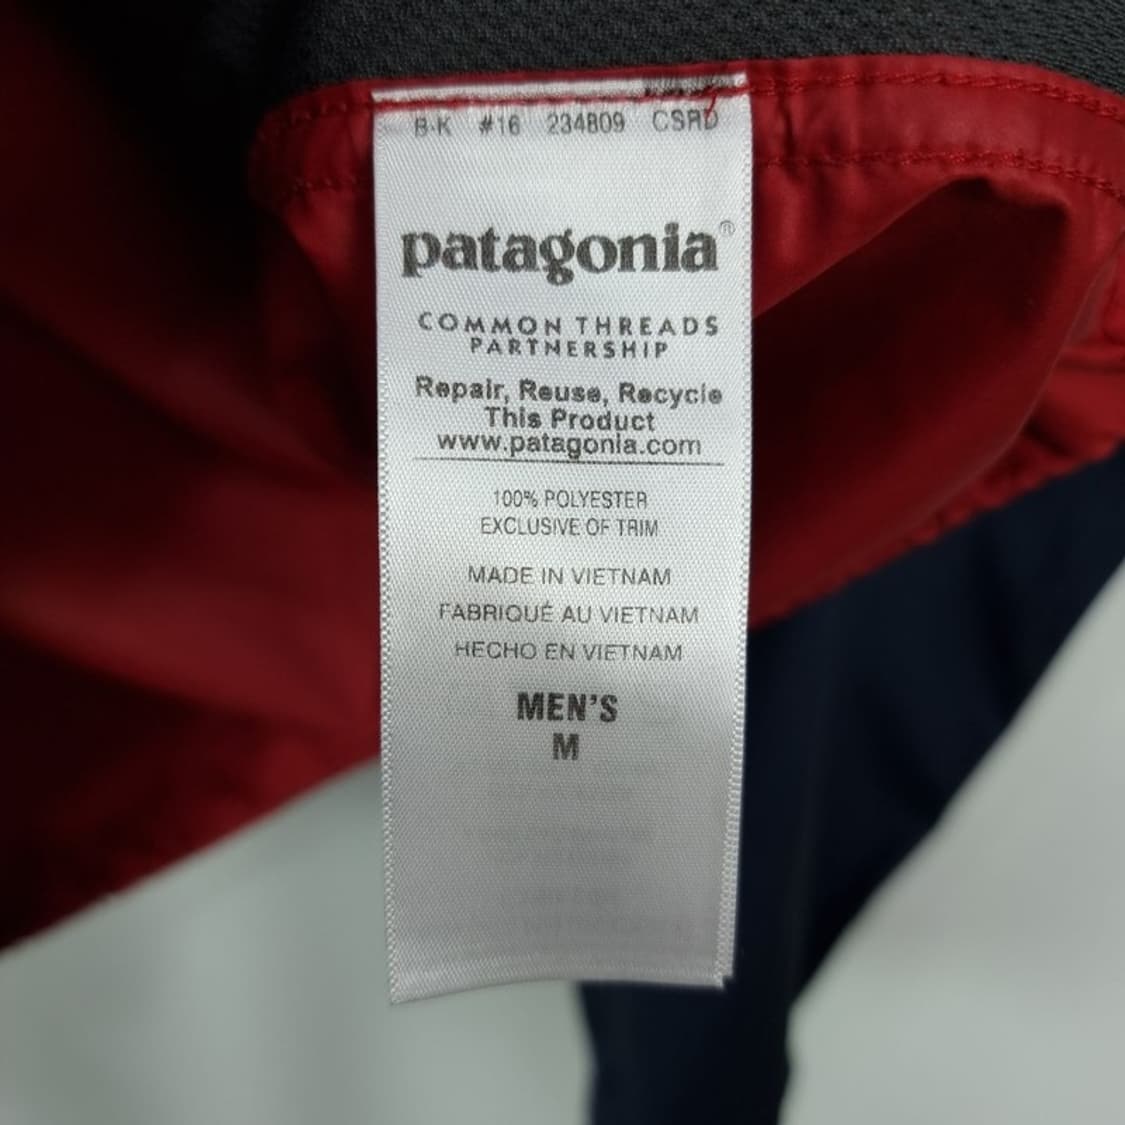 B-K #16 234809 CSRD
patagonia®
COMMON THREADS
PARTNERSHIP
Repair, Reuse, Recycle
This Product
www.patagonia.com
100% POLYESTER
EXCLUSIVE OF TRIM
MADE IN VIETNAM
FABRIQUÉ AU VIETNAM
HECHO EN VIETNAM
MEN'S
M